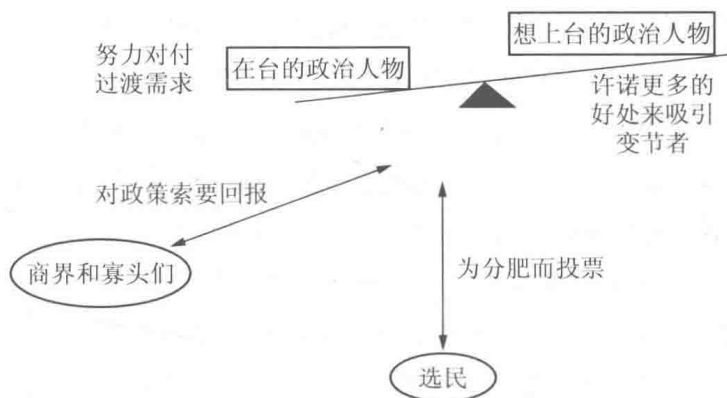 想上台的政治人物
努力对付
过渡需求
在台的政治人物
许诺更多的
好处来吸引
变节者
对政策索要回报
商界和寡头们
为分肥而投票
选民